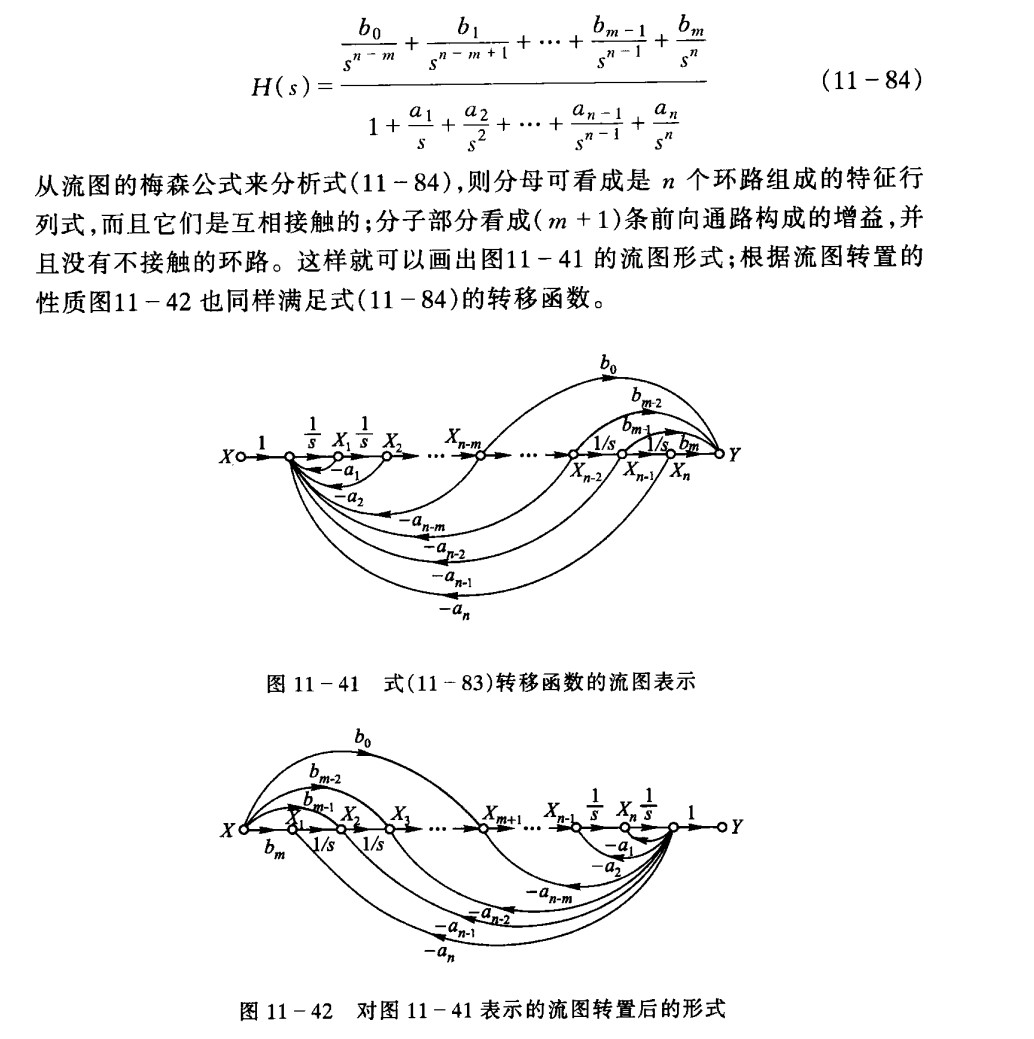 H(s) = \frac{\frac{b_0}{s^{n-m}} + \frac{b_1}{s^{n-m+1}} + \cdots + \frac{b_{m-1}}{s^{n-1}} + \frac{b_m}{s^n}}{1 + \frac{a_1}{s} + \frac{a_2}{s^2} + \cdots + \frac{a_{n-1}}{s^{n-1}} + \frac{a_n}{s^n}} (11-84)
从流图的梅森公式来分析式(11-84),则分母可看成是 n 个环路组成的特征行
列式,而且它们是互相接触的;分子部分看成(m+1)条前向通路构成的增益,并
且没有不接触的环路。这样就可以画出图11-41 的流图形式;根据流图转置的
性质图11-42 也同样满足式(11-84)的转移函数。
b_0
b_{m-2}
b_{m-1}
X 1 \frac{1}{s} X_1 \frac{1}{s} X_2 ··· X_{n-m} ··· X_{n-2} 1/s X_{n-1} 1/s X_n b_m Y
-a_1
-a_2
-a_{n-m}
-a_{n-2}
-a_{n-1}
-a_n
图 11-41 式(11-83)转移函数的流图表示
b_0
b_{m-2}
b_{m-1}
X b_m X_1 1/s X_2 1/s X_3 ··· X_{m+1} ··· X_{n-1} \frac{1}{s} X_n \frac{1}{s} 1 Y
-a_1
-a_2
-a_{n-m}
-a_{n-2}
-a_{n-1}
-a_n
图 11-42 对图 11-41 表示的流图转置后的形式